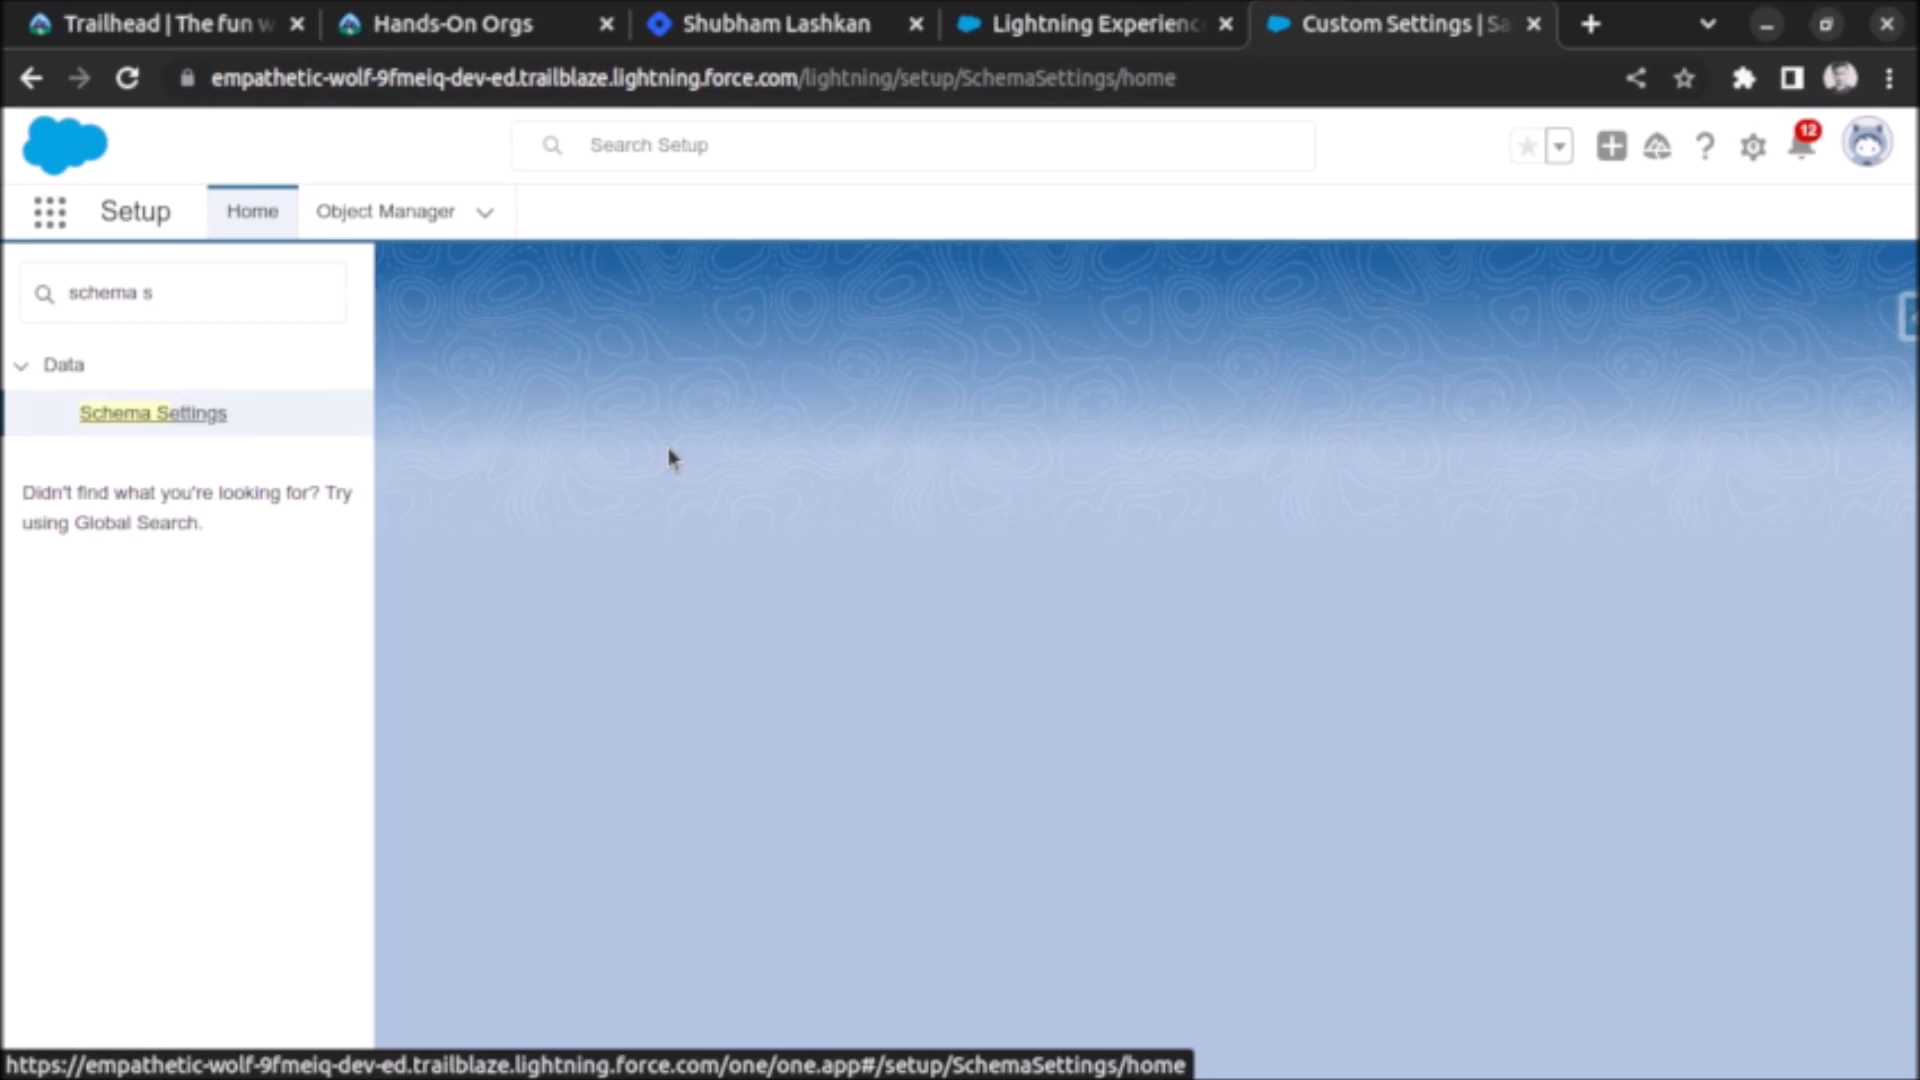 Trailhead | The fun w
Hands-On Orgs
Shubham Lashkan
Lightning Experienc
Custom Settings | Sa
empathetic-wolf-9fmeiq-dev-ed.trailblaze.lightning.force.com/lightning/setup/SchemaSettings/home
Search Setup
12
Setup
Home
Object Manager
schema s
Data
Schema Settings
Didn't find what you're looking for? Try
using Global Search.
https://empathetic-wolf-9fmeiq-dev-ed.trailblaze.lightning.force.com/one/one.app#/setup/SchemaSettings/home